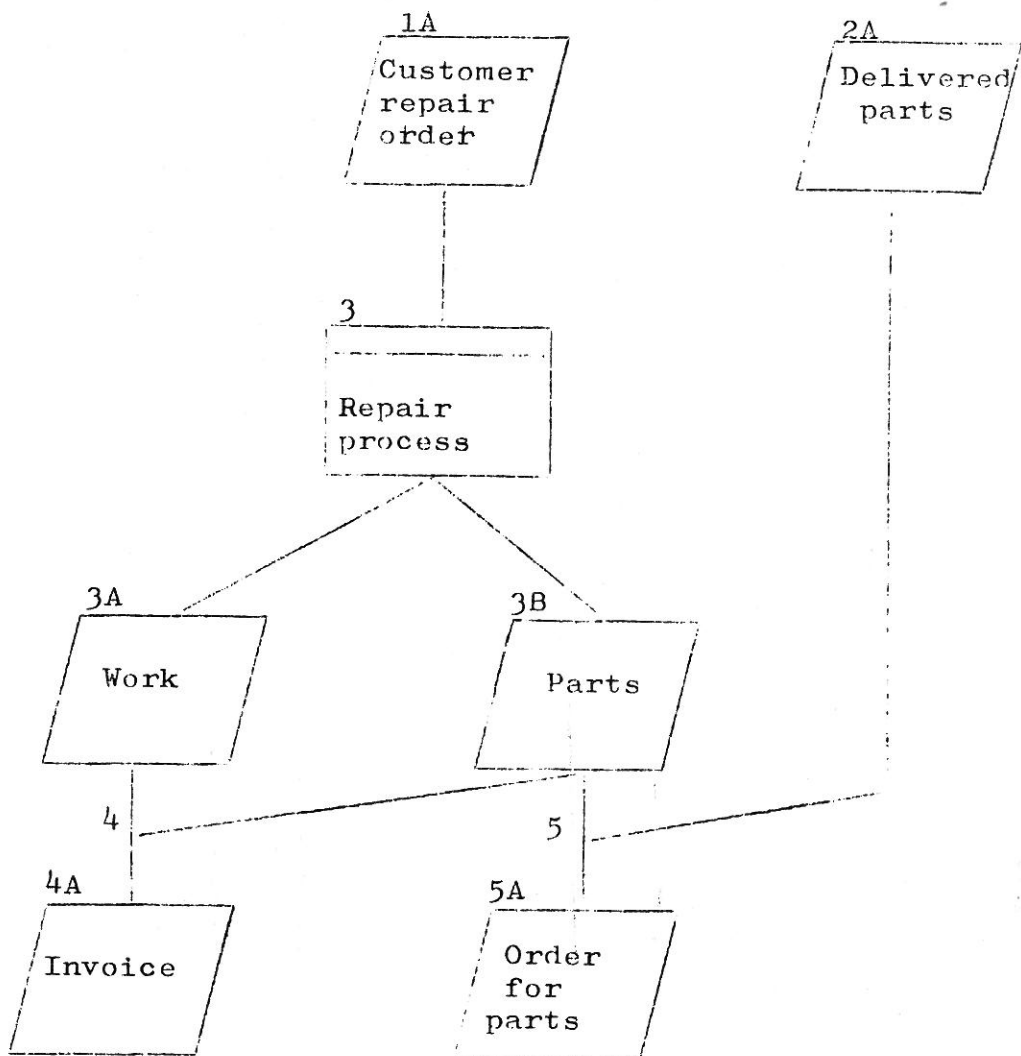 1A
Customer
repair
order
2A
Delivered
parts
3
Repair
process
3A
Work
3B
Parts
4
5
4A
Invoice
5A
Order
for
parts